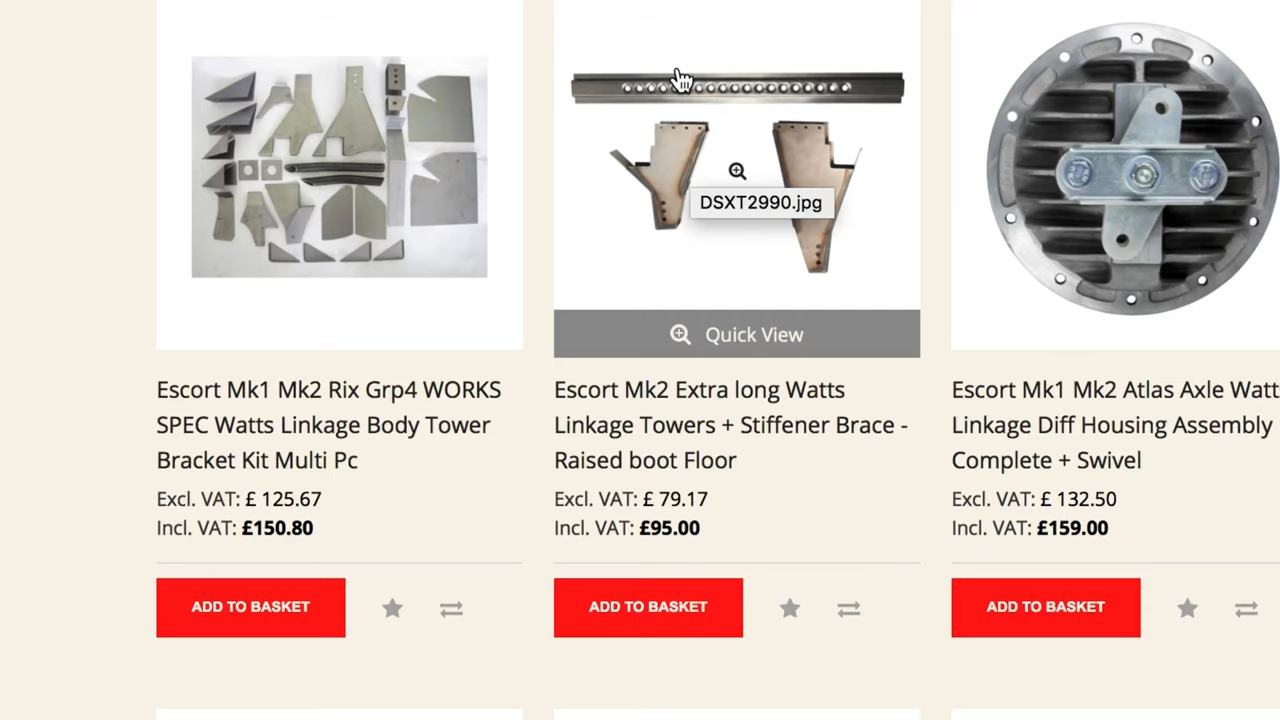 DSXT2990.jpg
Quick View
Escort Mk1 Mk2 Rix Grp4 WORKS
SPEC Watts Linkage Body Tower
Bracket Kit Multi Pc
Excl. VAT: £ 125.67
Incl. VAT: £150.80
ADD TO BASKET
Escort Mk2 Extra long Watts
Linkage Towers + Stiffener Brace -
Raised boot Floor
Excl. VAT: £ 79.17
Incl. VAT: £95.00
ADD TO BASKET
Escort Mk1 Mk2 Atlas Axle Watt
Linkage Diff Housing Assembly
Complete + Swivel
Excl. VAT: £ 132.50
Incl. VAT: £159.00
ADD TO BASKET